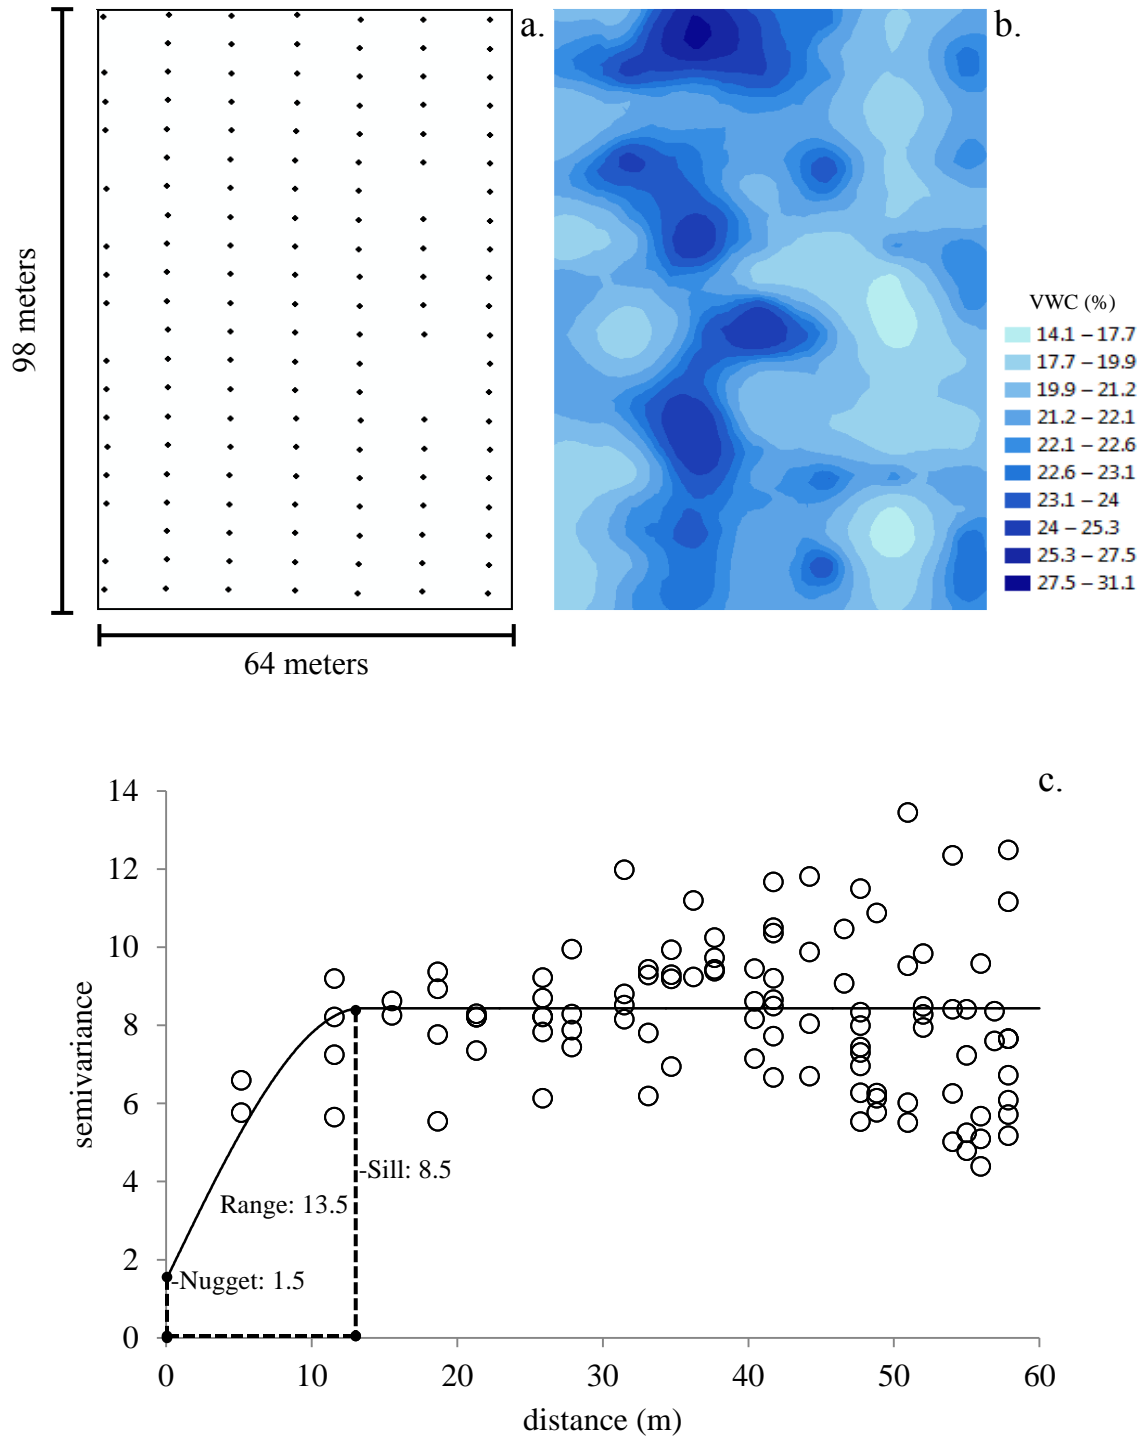 a.
b.
98 meters
64 meters
VWC (%)
14.1 – 17.7
17.7 – 19.9
19.9 – 21.2
21.2 – 22.1
22.1 – 22.6
22.6 – 23.1
23.1 – 24
24 – 25.3
25.3 – 27.5
27.5 – 31.1
c.
semivariance
14
12
10
8
6
4
2
0
-Sill: 8.5
Range: 13.5
-Nugget: 1.5
0 10 20 30 40 50 60
distance (m)